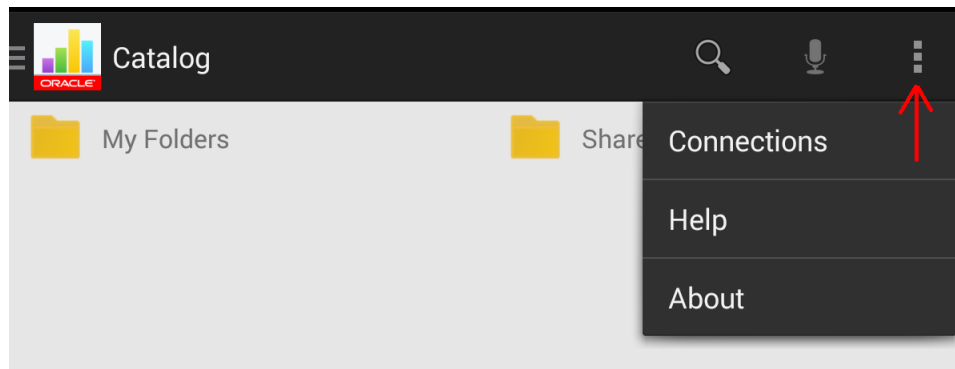 ORACLE
Catalog
My Folders
Share
Connections
Help
About